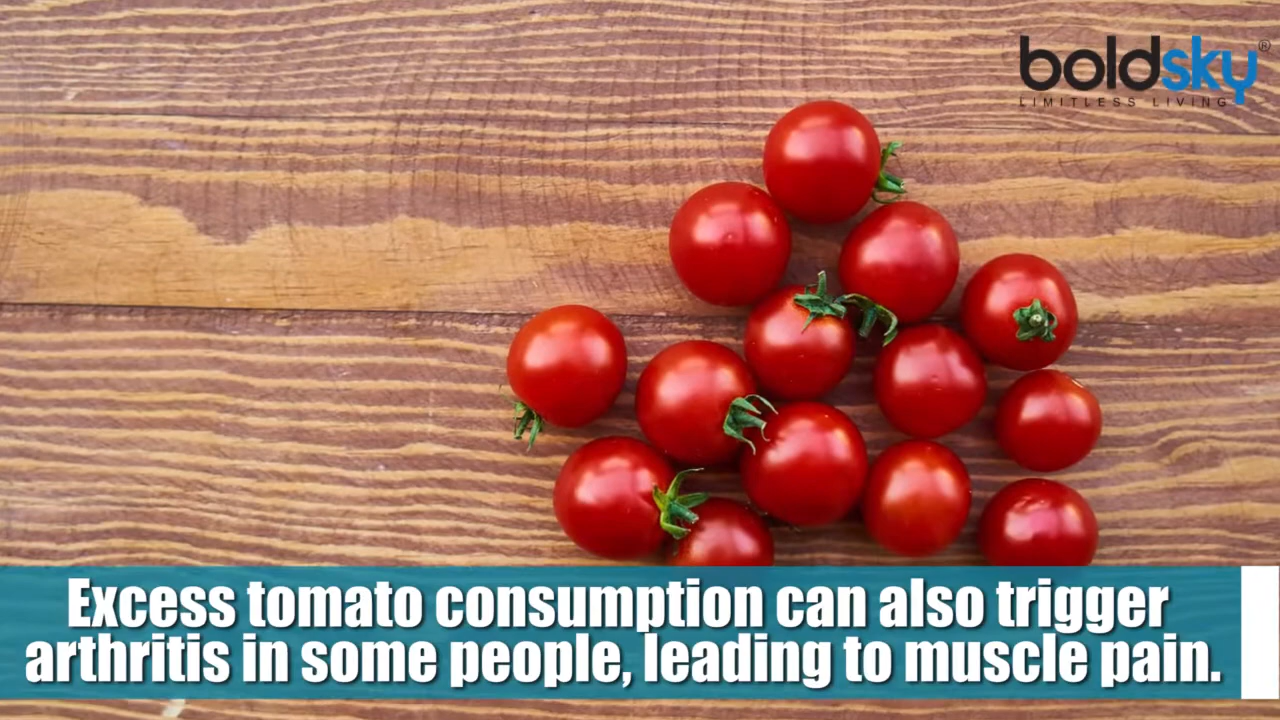 boldsky®
LIMITLESS LIVING
Excess tomato consumption can also trigger
arthritis in some people, leading to muscle pain.